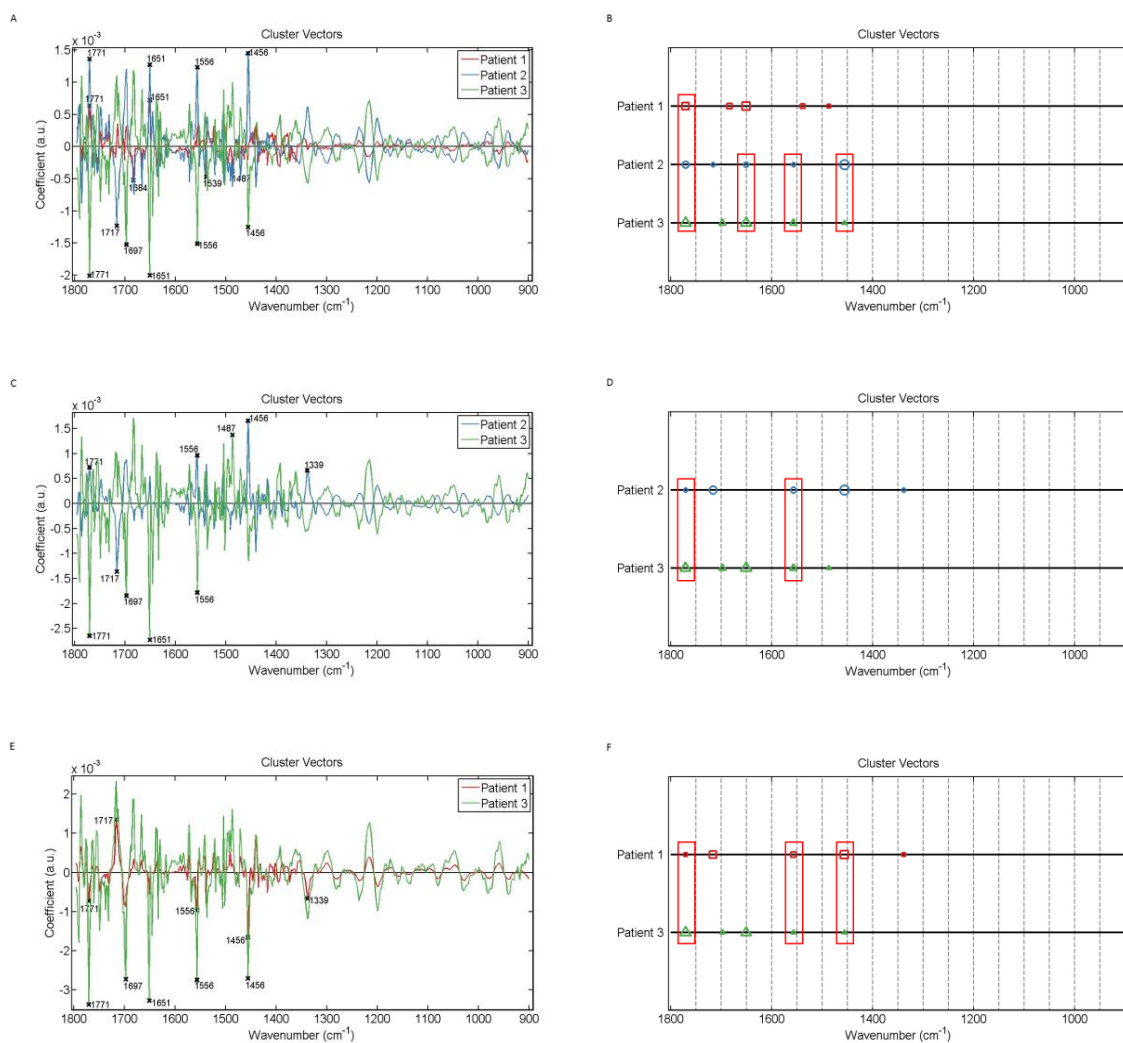 A
Cluster Vectors
x 10⁻³
Patient 1
Patient 2
Patient 3
1771
1651
1556
1456
1771
1651
1684
1539
1487
1717
1697
1556
1456
1771
1651
1.5
1
0.5
0
-0.5
-1
-1.5
-2
Coefficient (a.u.)
1800 1700 1600 1500 1400 1300 1200 1100 1000 900
Wavenumber (cm⁻¹)
B
Cluster Vectors
Patient 1
Patient 2
Patient 3
1800 1600 1400 1200 1000
Wavenumber (cm⁻¹)
C
Cluster Vectors
x 10⁻³
Patient 2
Patient 3
1771
1556
1487
1456
1339
1717
1697
1556
1771
1651
1.5
1
0.5
0
-0.5
-1
-1.5
-2
-2.5
Coefficient (a.u.)
1800 1700 1600 1500 1400 1300 1200 1100 1000 900
Wavenumber (cm⁻¹)
D
Cluster Vectors
Patient 2
Patient 3
1800 1600 1400 1200 1000
Wavenumber (cm⁻¹)
E
Cluster Vectors
x 10⁻³
Patient 1
Patient 3
1717
1771
1556
1339
1456
1697
1556
1456
1771
1651
2
1
0
-1
-2
-3
Coefficient (a.u.)
1800 1700 1600 1500 1400 1300 1200 1100 1000 900
Wavenumber (cm⁻¹)
F
Cluster Vectors
Patient 1
Patient 3
1800 1600 1400 1200 1000
Wavenumber (cm⁻¹)